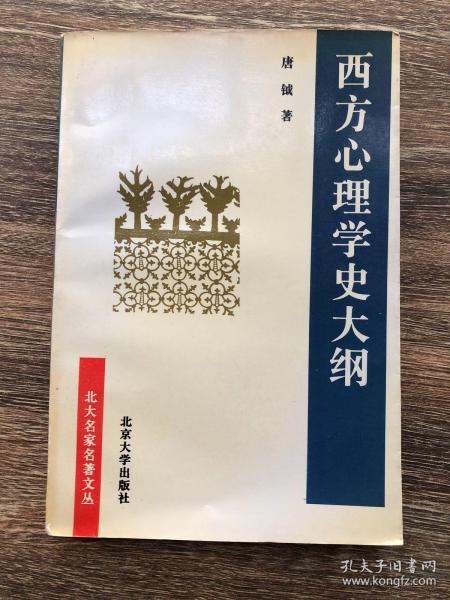 西方心理学史大纲
唐钺著
北京大学出版社
北大名家名著文丛
孔夫子旧书网
www.kongfz.com